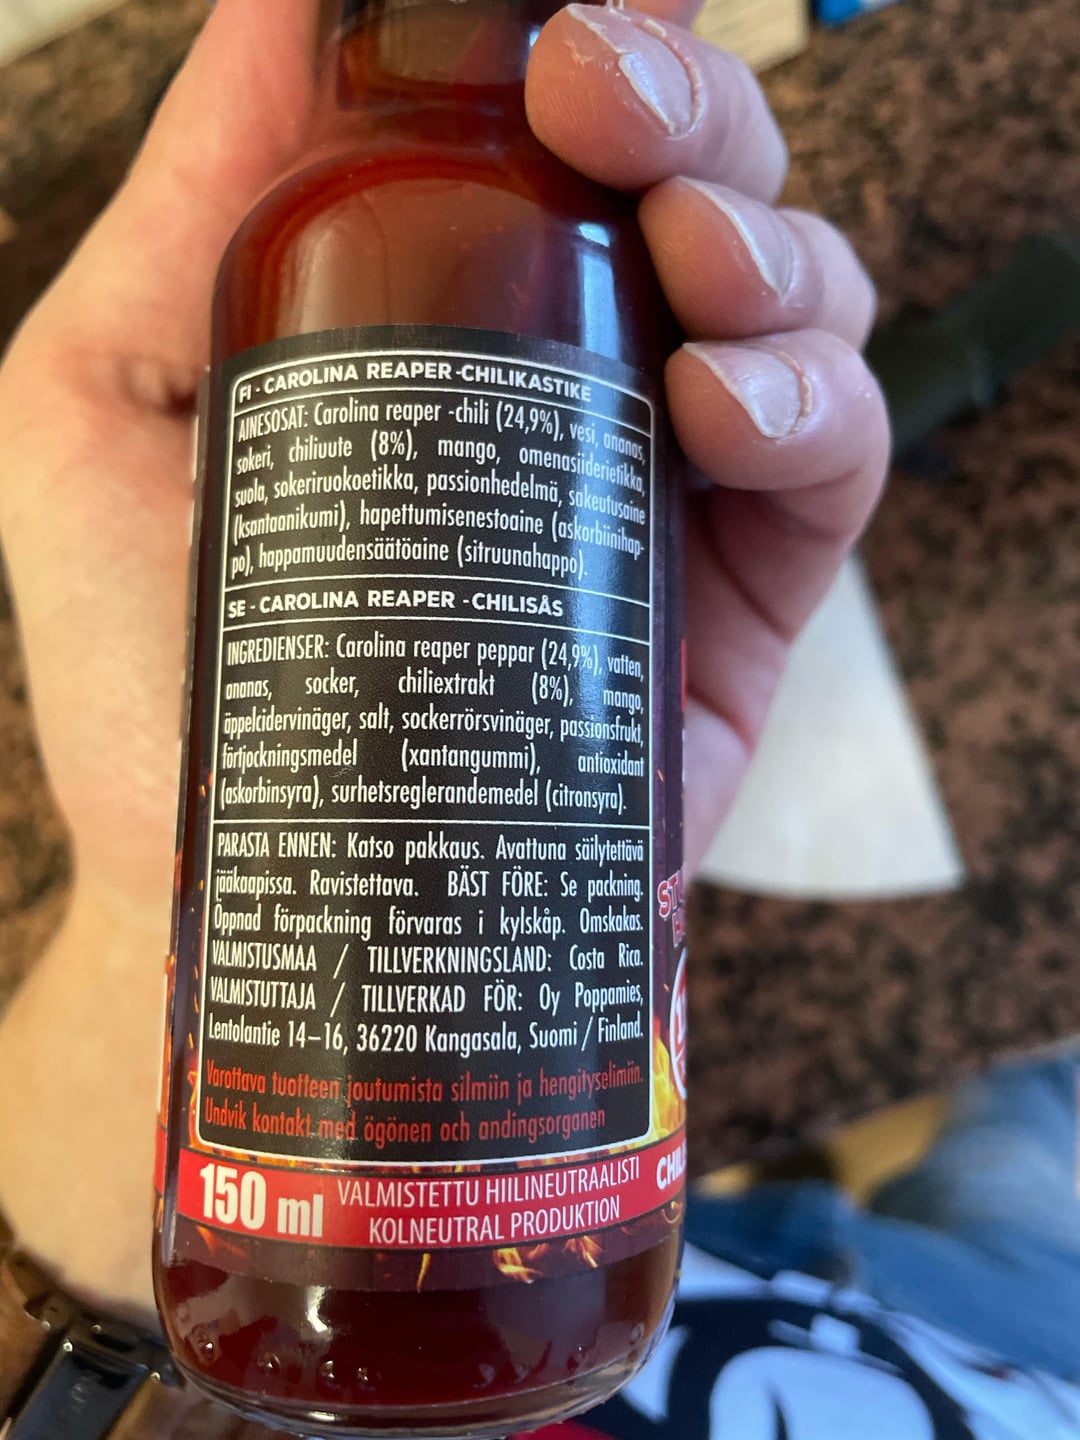 FI - CAROLINA REAPER -CHILIKASTIKE
AINESOSAT: Carolina reaper -chili (24,9%), vesi, ananas,
sokeri, chiliuute (8%), mango, omenasiiderietikka,
suola, sokeriruokoetikka, passionhedelmä, sakeutusaine
(ksantaanikumi), hapettumisenestoaine (askorbiinihap-
po), happamuudensäätöaine (sitruunahappo).
SE - CAROLINA REAPER - CHILISÅS
INGREDIENSER: Carolina reaper peppar (24,9%), vatten,
ananas, socker, chiliextrakt (8%), mango,
äppelcidervinäger, salt, sockerrörsvinäger, passionsfrukt,
förtjockningsmedel (xantangummi), antioxidant
(askorbinsyra), surhetsreglerandemedel (citronsyra).
PARASTA ENNEN: Katso pakkaus. Avattuna säilytettävä
jääkaapissa. Ravistettava. BÄST FÖRE: Se packning.
Öppnad förpackning förvaras i kylskåp. Omskakas.
VALMISTUSMAA / TILLVERKNINGSLAND: Costa Rica.
VALMISTUTTAJA / TILLVERKAD FÖR: Oy Poppamies,
Lentolantie 14–16, 36220 Kangasala, Suomi / Finland.
Varottava tuotteen joutumista silmiin ja hengityselimiin.
Undvik kontakt med ögönen och andingsorganen
150 ml VALMISTETTU HIILINEUTRAALISTI
KOLNEUTRAL PRODUKTION